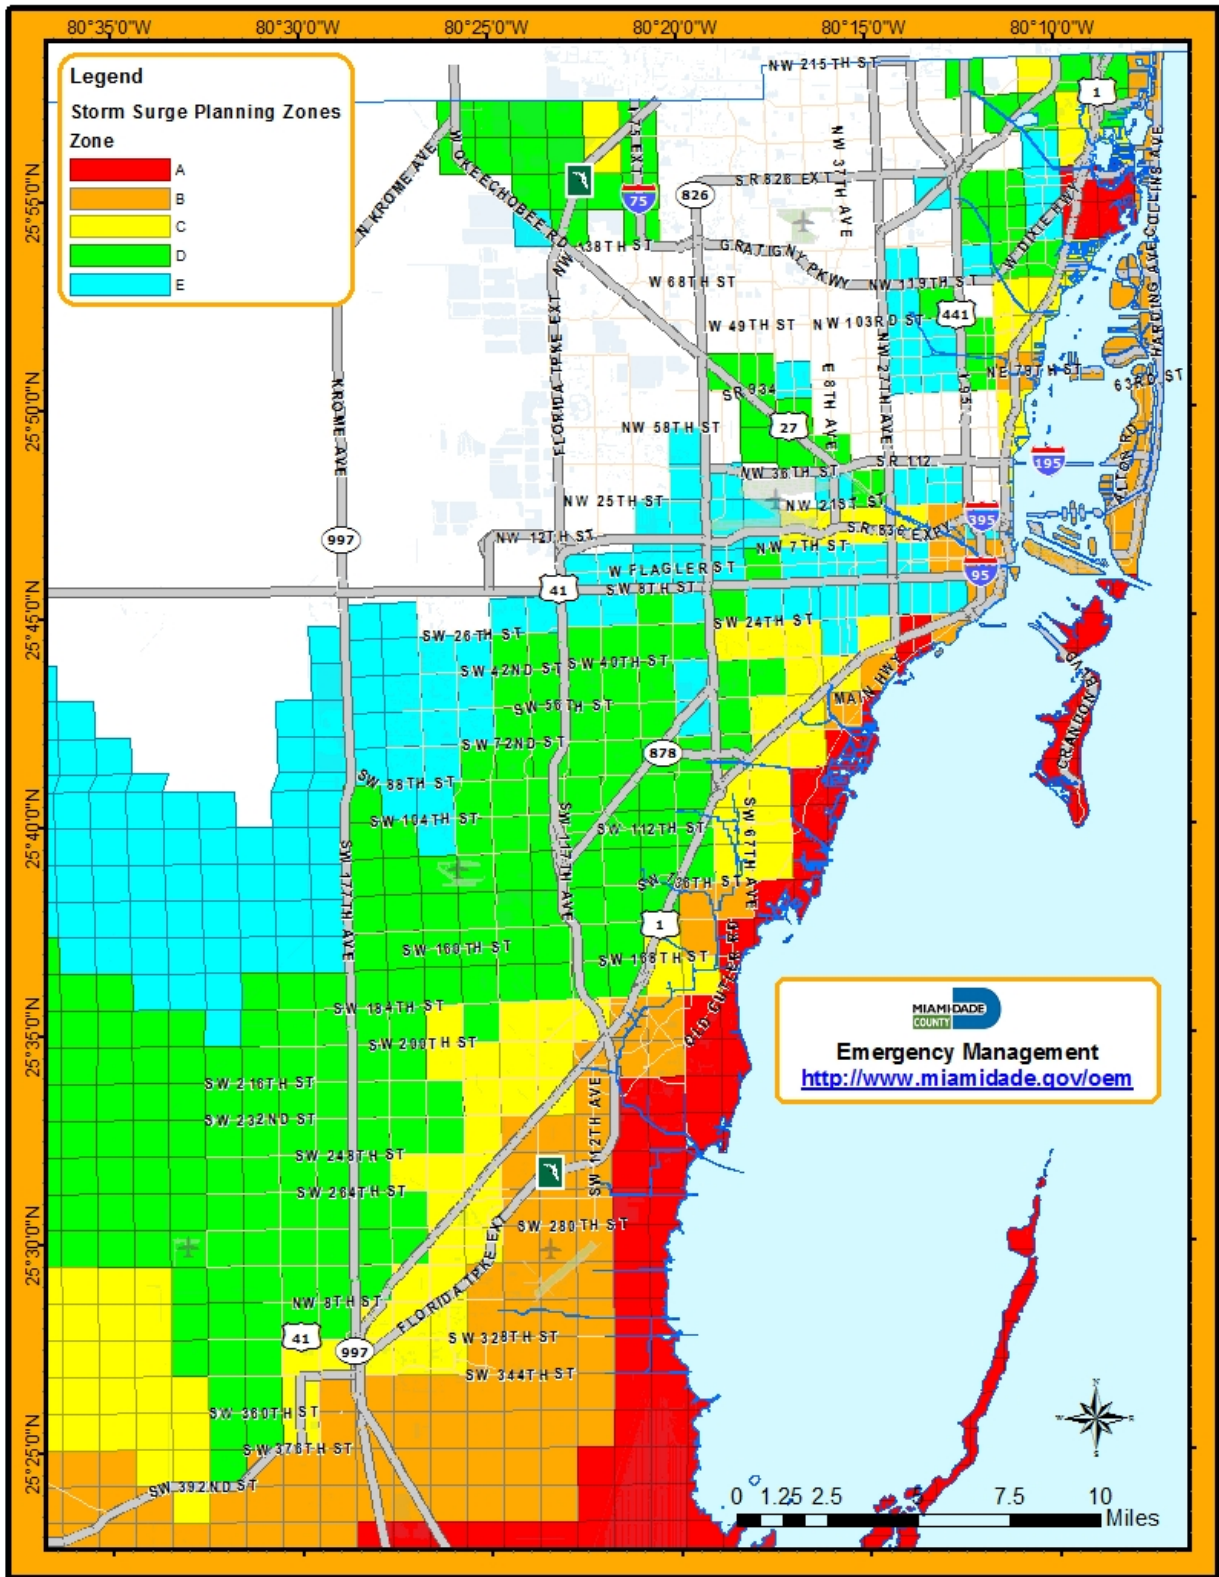 80°35'0"W 80°30'0"W 80°25'0"W 80°20'0"W 80°15'0"W 80°10'0"W
Legend
Storm Surge Planning Zones
Zone
A
B
C
D
E
NW 215TH ST
1
I 75 EXT
N KROME AVE
W OKEECHOBEE RD
NW 37TH AVE
SR 826 EXT
COLLINS AVE
25°55'0"N
75
826
W DIXIE HWY
NW 138TH ST
GRATIGNY PKWY
W 68TH ST
NW 119TH ST
HARDING AVE
FLORIDA TPKE EXT
W 49TH ST
NW 103RD ST
441
NW 27TH AVE
NE 79TH ST
63RD ST
KROME AVE
SR 934
E 8TH AVE
I 95
25°50'0"N
27
NW 58TH ST
ALTON RD
NW 36TH ST
SR 112
195
NW 25TH ST
NW 21ST ST
395
997
NW 12TH ST
SR 836 EXPY
NW 7TH ST
W FLAGLER ST
95
41
SW 8TH ST
25°45'0"N
SW 24TH ST
SW 26TH ST
SW 42ND ST
SW 40TH ST
MAIN HWY
CRANDON BLVD
SW 56TH ST
SW 72ND ST
878
SW 88TH ST
SW 104TH ST
SW 112TH ST
SW 67TH AVE
25°40'0"N
SW 117TH AVE
SW 177TH AVE
SW 136TH ST
1
SW 160TH ST
SW 168TH ST
OLD CUTLER RD
SW 184TH ST
MIAMI-DADE
COUNTY
25°35'0"N
SW 200TH ST
Emergency Management
http://www.miamidade.gov/oem
SW 216TH ST
SW 232ND ST
SW 112TH AVE
SW 248TH ST
SW 264TH ST
25°30'0"N
SW 280TH ST
FLORIDA TPKE EXT
NW 8TH ST
41
997
SW 328TH ST
SW 344TH ST
SW 360TH ST
25°25'0"N
SW 376TH ST
SW 392ND ST
N
E
S
W
0 1.25 2.5 5 7.5 10
Miles